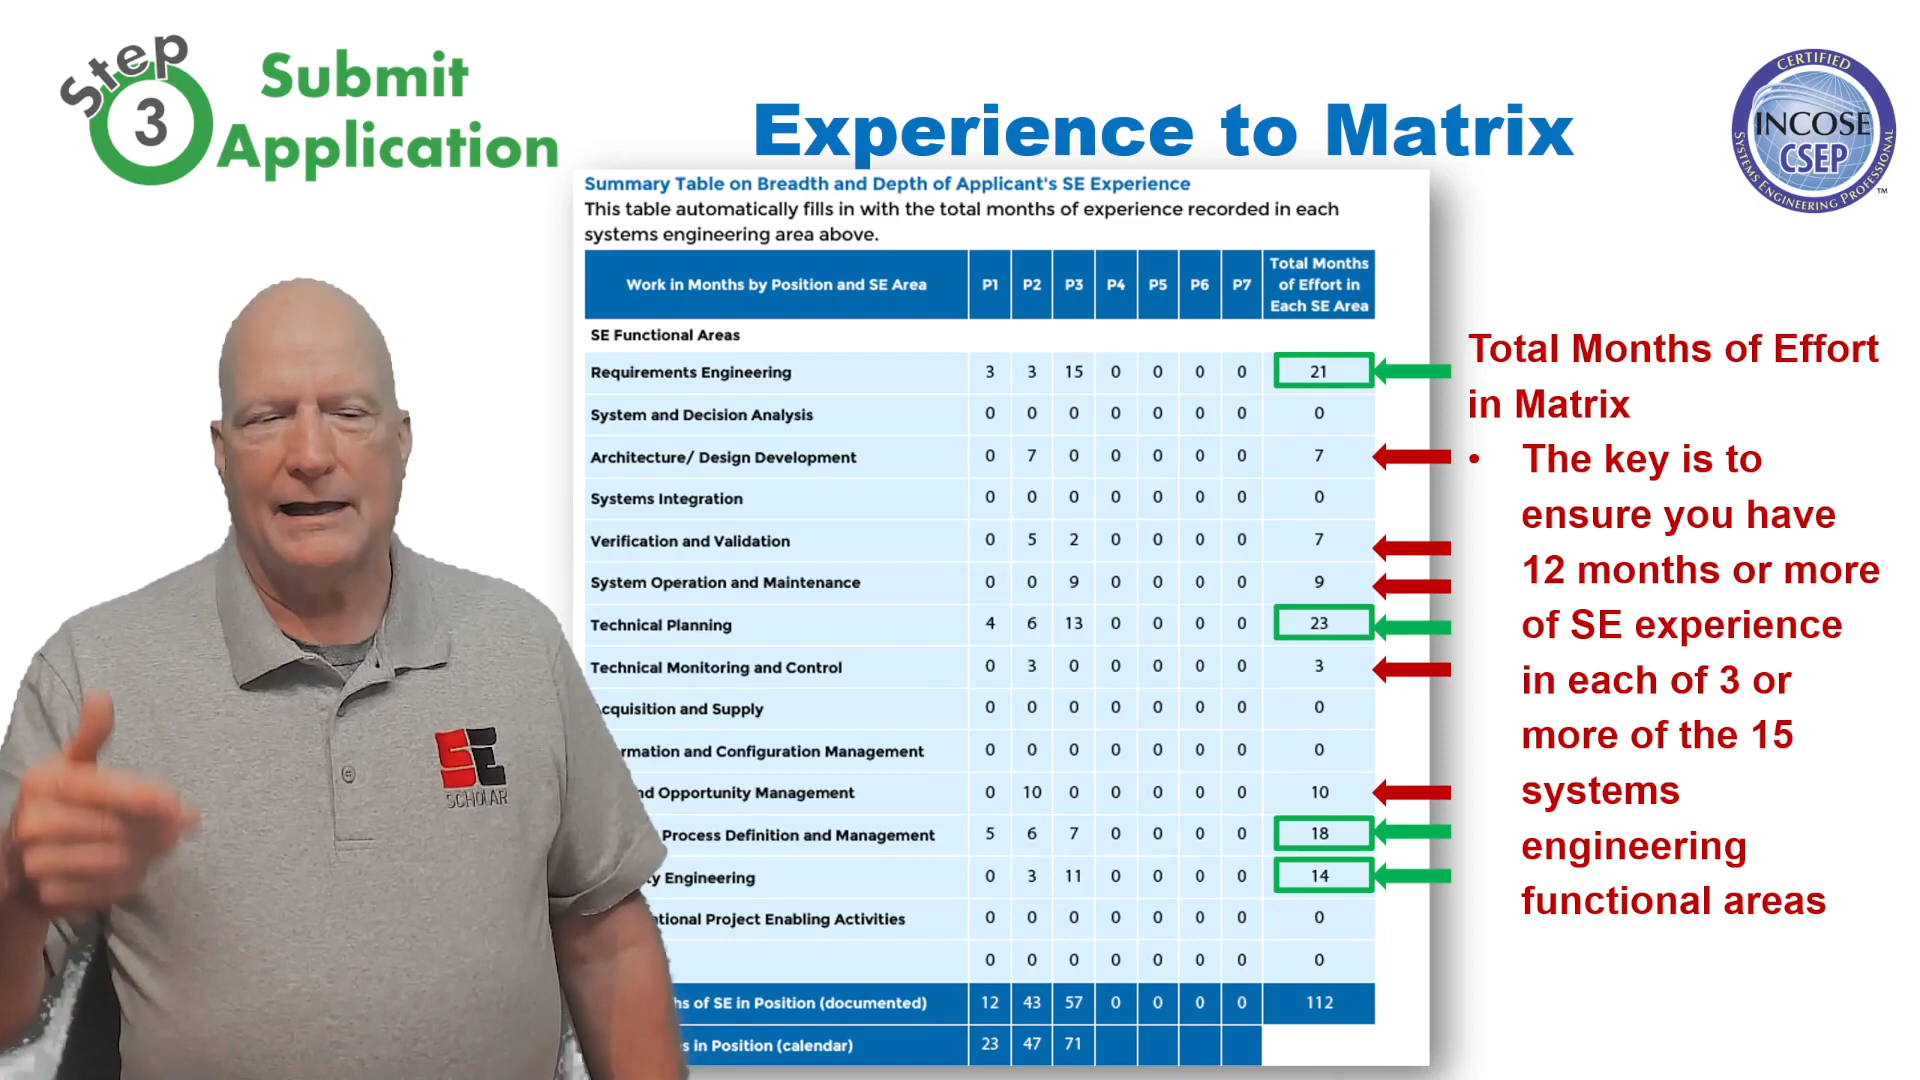 Step
3
Submit
Application
Experience to Matrix
CERTIFIED
INCOSE
CSEP
SYSTEMS ENGINEERING PROFESSIONAL
TM
Summary Table on Breadth and Depth of Applicant's SE Experience
This table automatically fills in with the total months of experience recorded in each
systems engineering area above.
Work in Months by Position and SE Area P1 P2 P3 P4 P5 P6 P7 Total Months of Effort in Each SE Area
SE Functional Areas
Requirements Engineering 3 3 15 0 0 0 0 21
System and Decision Analysis 0 0 0 0 0 0 0 0
Architecture/ Design Development 0 7 0 0 0 0 0 7
Systems Integration 0 0 0 0 0 0 0 0
Verification and Validation 0 5 2 0 0 0 0 7
System Operation and Maintenance 0 0 9 0 0 0 0 9
Technical Planning 4 6 13 0 0 0 0 23
Technical Monitoring and Control 0 3 0 0 0 0 0 3
cquisition and Supply 0 0 0 0 0 0 0 0
rmation and Configuration Management 0 0 0 0 0 0 0 0
nd Opportunity Management 0 10 0 0 0 0 0 10
Process Definition and Management 5 6 7 0 0 0 0 18
ty Engineering 0 3 11 0 0 0 0 14
ational Project Enabling Activities 0 0 0 0 0 0 0 0
0 0 0 0 0 0 0 0
hs of SE in Position (documented) 12 43 57 0 0 0 0 112
s in Position (calendar) 23 47 71
Total Months of Effort
in Matrix
• The key is to
ensure you have
12 months or more
of SE experience
in each of 3 or
more of the 15
systems
engineering
functional areas
SE
SCHOLAR